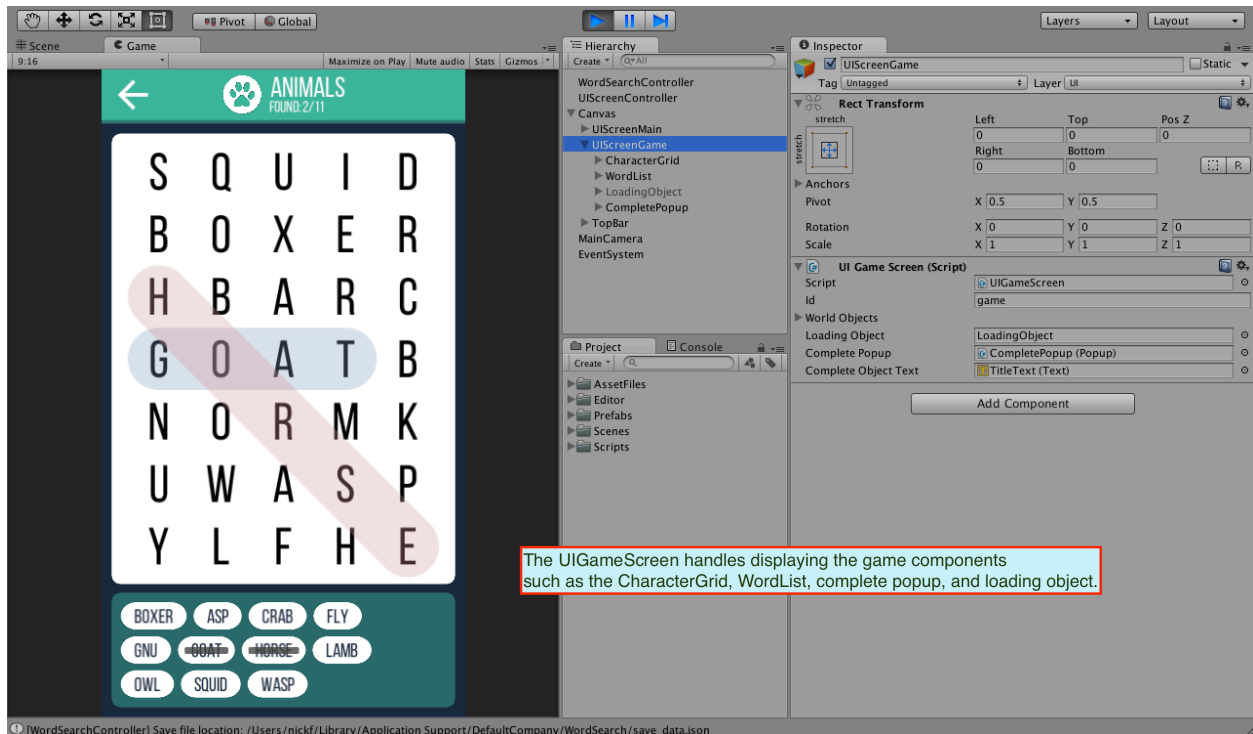 Pivot Global Layers Layout
Scene Game Hierarchy Inspector
9:16 Maximize on Play Mute audio Stats Gizmos Create All UIScreenGame Static
Tag Untagged Layer UI
ANIMALS
FOUND: 2/11
S Q U I D
B O X E R
H B A R C
G O A T B
N O R M K
U W A S P
Y L F H E
BOXER ASP CRAB FLY
GNU GOAT HORSE LAMB
OWL SQUID WASP
WordSearchController
UIScreenController
Canvas
UIScreenMain
UIScreenGame
CharacterGrid
WordList
LoadingObject
CompletePopup
TopBar
MainCamera
EventSystem
Project Console
Create
AssetFiles
Editor
Prefabs
Scenes
Scripts
Rect Transform
stretch Left Top Pos Z
stretch 0 0 0
Right Bottom
0 0 R
Anchors
Pivot X 0.5 Y 0.5
Rotation X 0 Y 0 Z 0
Scale X 1 Y 1 Z 1
UI Game Screen (Script)
Script UIGameScreen
Id game
World Objects
Loading Object LoadingObject
Complete Popup CompletePopup (Popup)
Complete Object Text TitleText (Text)
Add Component
The UIGameScreen handles displaying the game components
such as the CharacterGrid, WordList, complete popup, and loading object.
[WordSearchController] Save file location: /Users/nickf/Library/Application Support/DefaultCompany/WordSearch/save_data.json